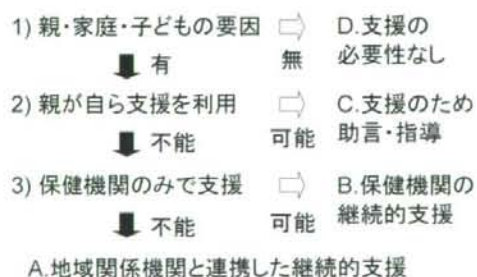 1) 親・家庭・子どもの要因 ⇨ D.支援の
有 無 必要性なし
2) 親が自ら支援を利用 ⇨ C.支援のため
不能 可能 助言・指導
3) 保健機関のみで支援 ⇨ B.保健機関の
不能 可能 継続的支援
A.地域関係機関と連携した継続的支援